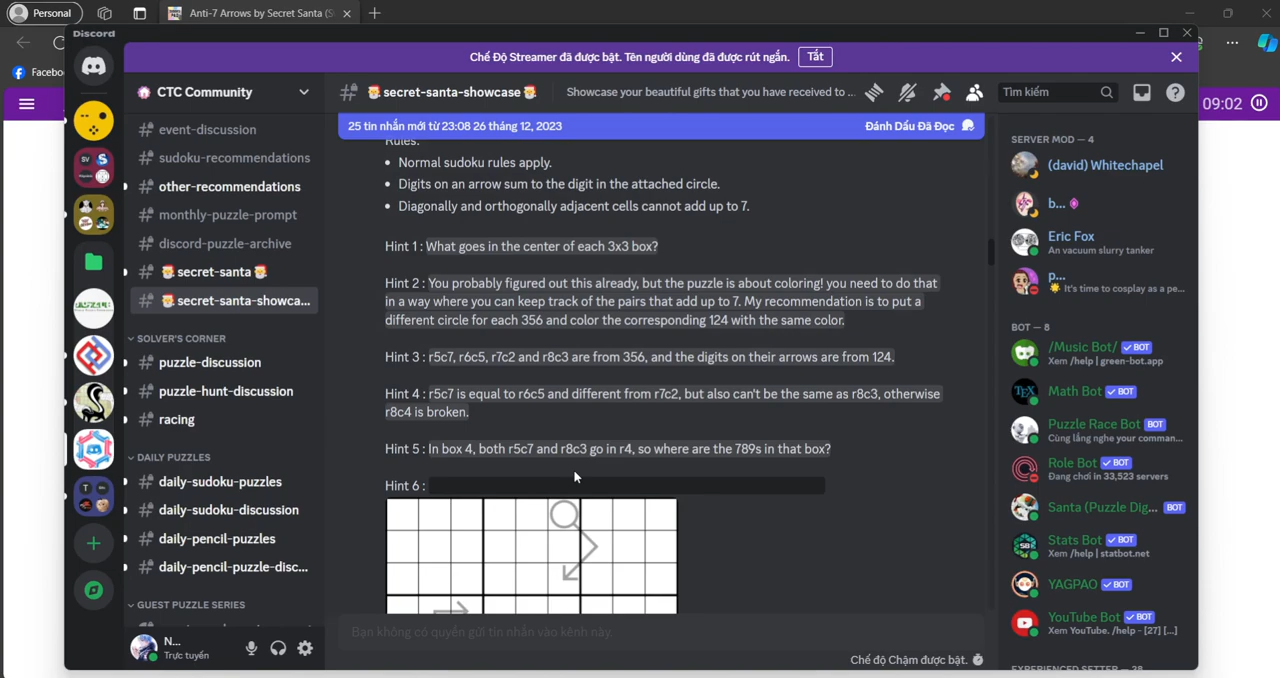 Personal
Anti-7 Arrows by Secret Santa (S
Discord
Chế Độ Streamer đã được bật. Tên người dùng đã được rút ngắn.
Tắt
Facebo
CTC Community
event-discussion
sudoku-recommendations
other-recommendations
monthly-puzzle-prompt
discord-puzzle-archive
secret-santa
secret-santa-showca...
SOLVER'S CORNER
puzzle-discussion
puzzle-hunt-discussion
racing
DAILY PUZZLES
daily-sudoku-puzzles
daily-sudoku-discussion
daily-pencil-puzzles
daily-pencil-puzzle-disc...
GUEST PUZZLE SERIES
N...
Trực tuyến
secret-santa-showcase
Showcase your beautiful gifts that you have received to ...
Tìm kiếm
09:02
25 tin nhắn mới từ 23:08 26 tháng 12, 2023
Đánh Dấu Đã Đọc
Rules:
• Normal sudoku rules apply.
• Digits on an arrow sum to the digit in the attached circle.
• Diagonally and orthogonally adjacent cells cannot add up to 7.
Hint 1 : What goes in the center of each 3x3 box?
Hint 2 : You probably figured out this already, but the puzzle is about coloring! you need to do that
in a way where you can keep track of the pairs that add up to 7. My recommendation is to put a
different circle for each 356 and color the corresponding 124 with the same color.
Hint 3 : r5c7, r6c5, r7c2 and r8c3 are from 356, and the digits on their arrows are from 124.
Hint 4 : r5c7 is equal to r6c5 and different from r7c2, but also can't be the same as r8c3, otherwise
r8c4 is broken.
Hint 5 : In box 4, both r5c7 and r8c3 go in r4, so where are the 789s in that box?
Hint 6 :
Bạn không có quyền gửi tin nhắn vào kênh này.
Chế độ Chậm được bật.
SERVER MOD — 4
(david) Whitechapel
b...
Eric Fox
An vacuum slurry tanker
p...
It's time to cosplay as a pe...
BOT — 8
/Music Bot/ BOT
Xem /help | green-bot.app
TEX
Math Bot BOT
Puzzle Race Bot BOT
Cùng lắng nghe your comman...
Role Bot BOT
Đang chơi in 33,523 servers
Santa (Puzzle Dig... BOT
Stats Bot BOT
Xem /help | statbot.net
YAGPAO BOT
YouTube Bot BOT
Xem YouTube. /help - [27] [...]
EXPERIENCED SETTER — 28